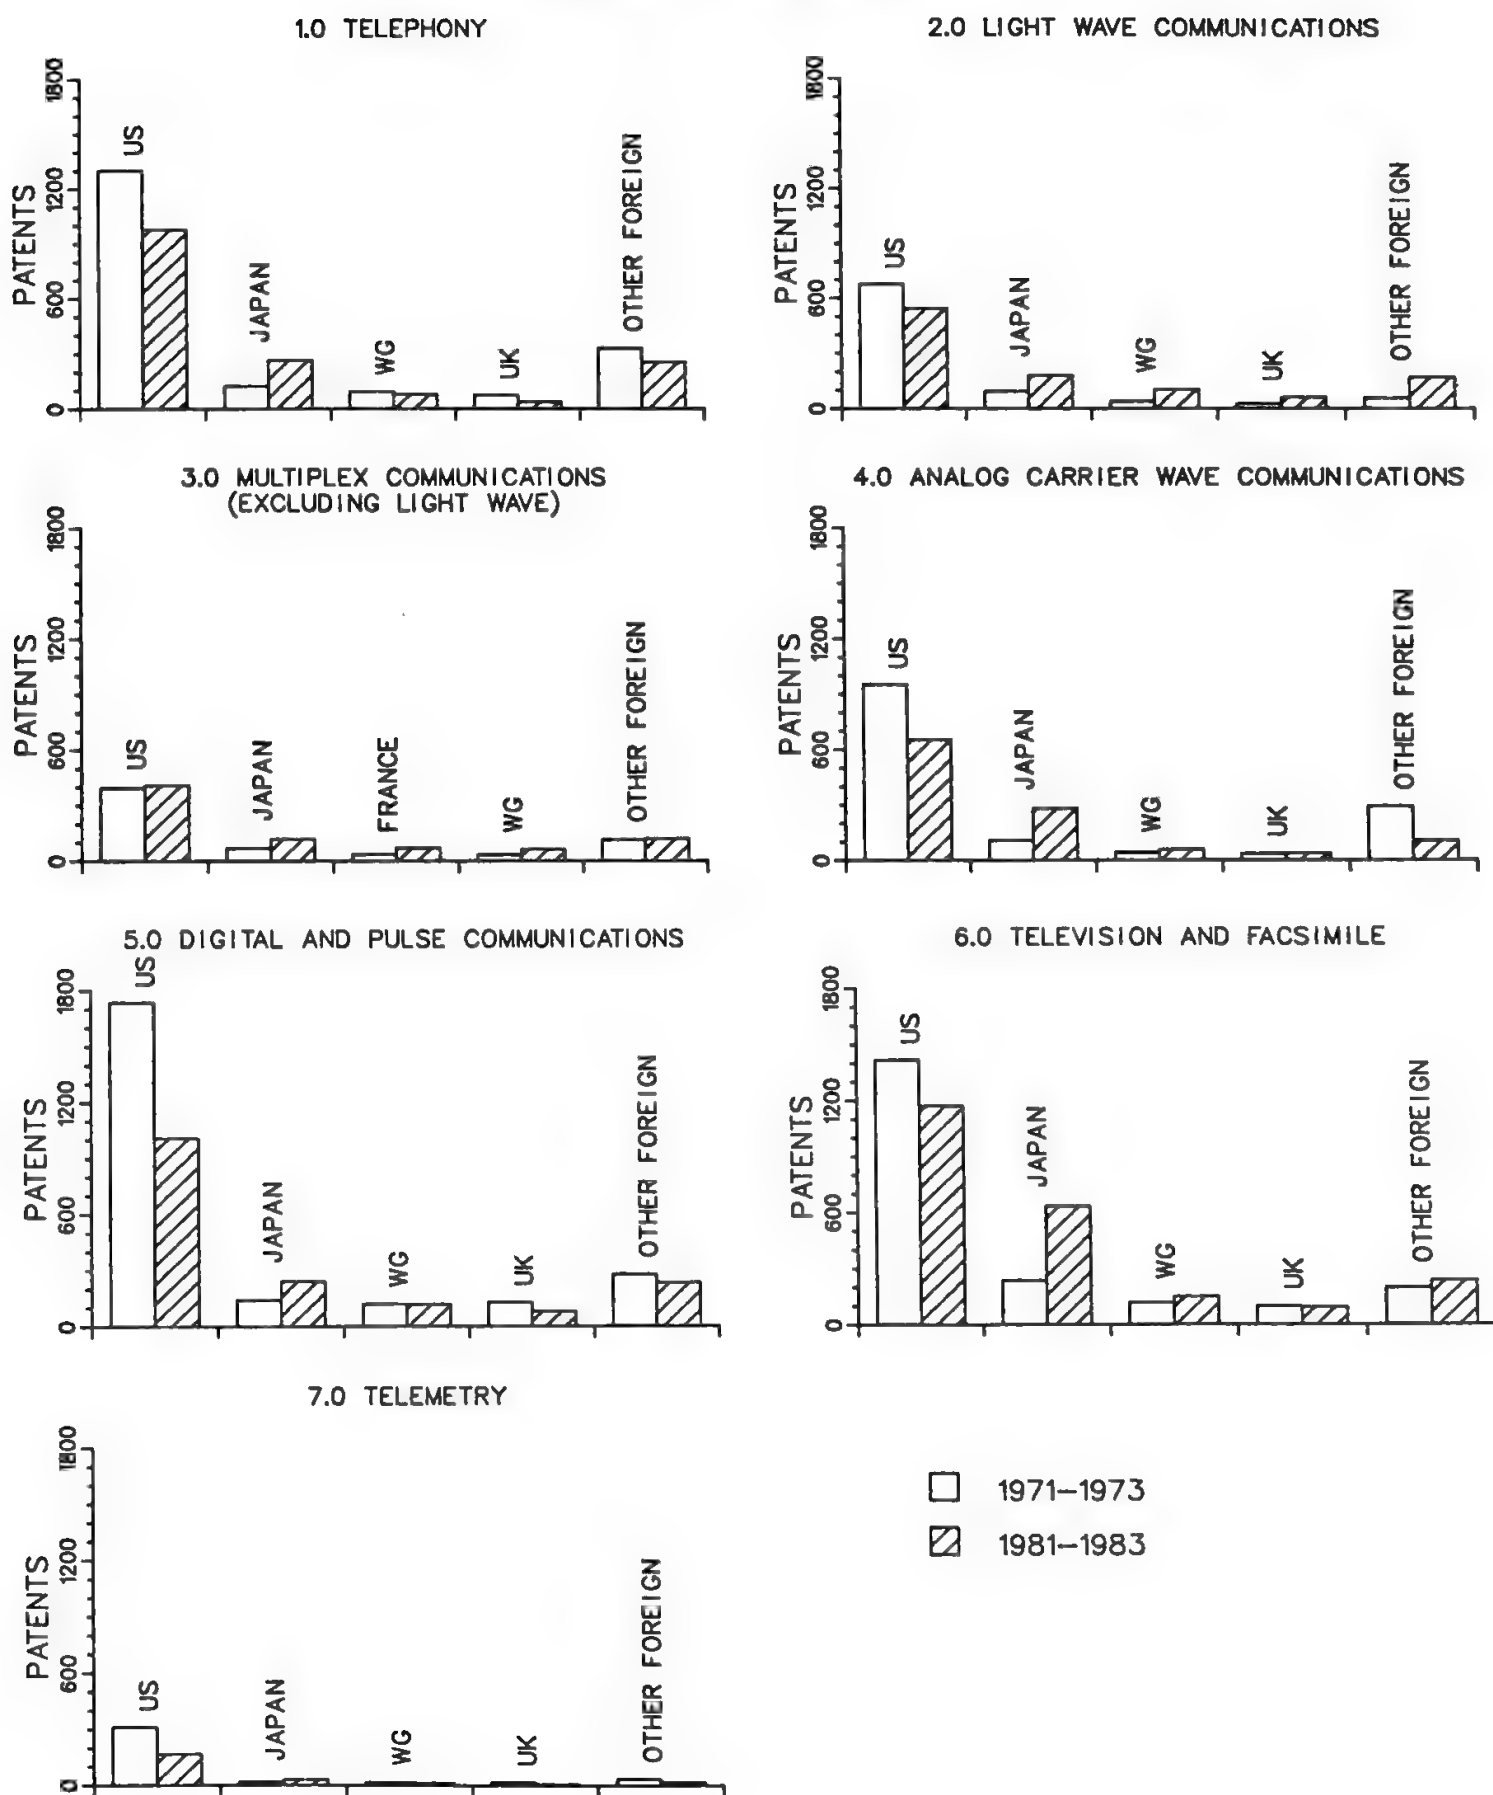 1.0 TELEPHONY
PATENTS
1800
1200
600
0
US
JAPAN
WG
UK
OTHER FOREIGN
2.0 LIGHT WAVE COMMUNICATIONS
PATENTS
1800
1200
600
0
US
JAPAN
WG
UK
OTHER FOREIGN
3.0 MULTIPLEX COMMUNICATIONS
(EXCLUDING LIGHT WAVE)
PATENTS
1800
1200
600
0
US
JAPAN
FRANCE
WG
OTHER FOREIGN
4.0 ANALOG CARRIER WAVE COMMUNICATIONS
PATENTS
1800
1200
600
0
US
JAPAN
WG
UK
OTHER FOREIGN
5.0 DIGITAL AND PULSE COMMUNICATIONS
PATENTS
1800
1200
600
0
US
JAPAN
WG
UK
OTHER FOREIGN
6.0 TELEVISION AND FACSIMILE
PATENTS
1800
1200
600
0
US
JAPAN
WG
UK
OTHER FOREIGN
7.0 TELEMETRY
PATENTS
1800
1200
600
0
US
JAPAN
WG
UK
OTHER FOREIGN
1971–1973
1981–1983